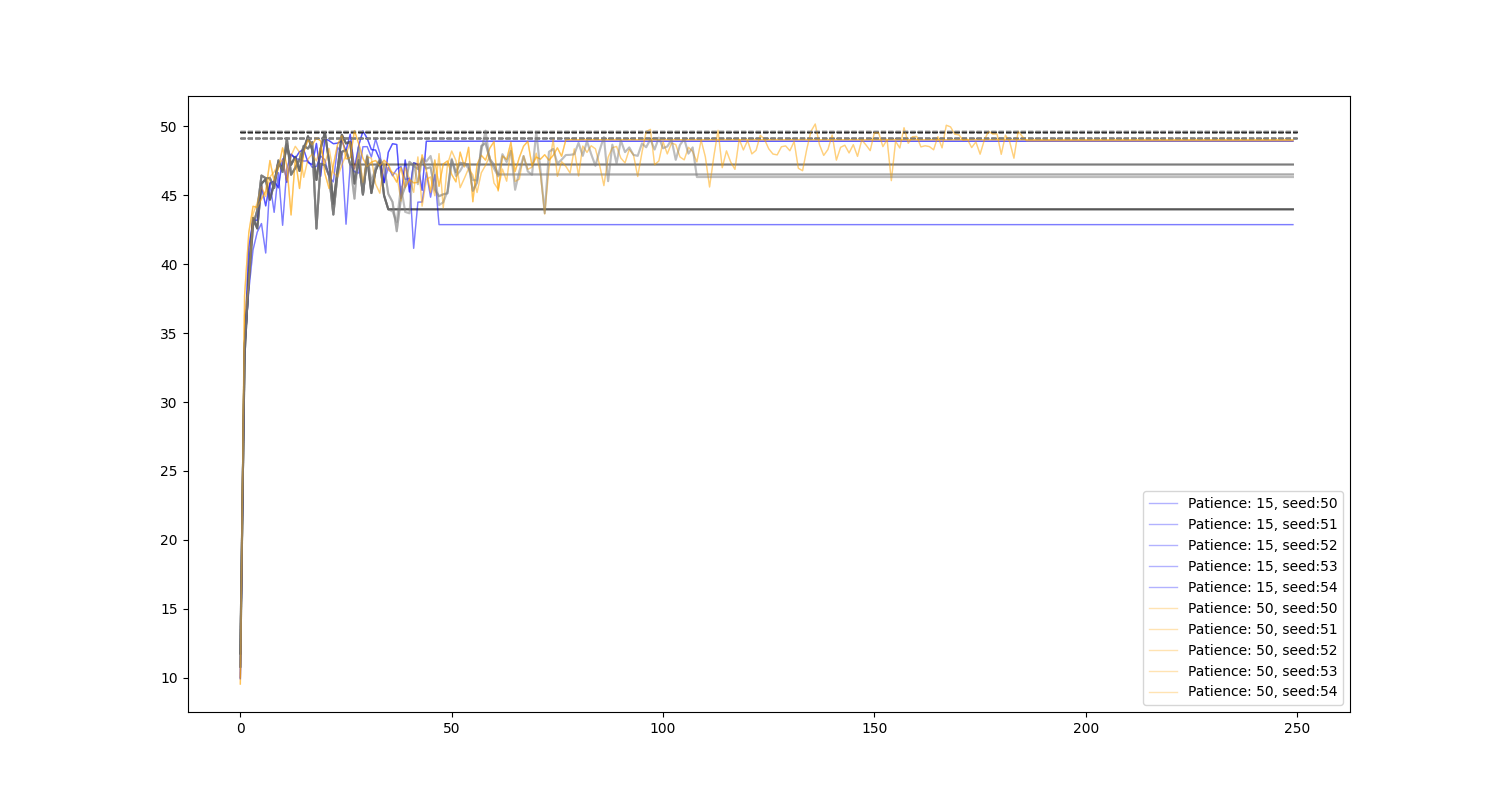 50
45
40
35
30
25
20
15
10
0 50 100 150 200 250
Patience: 15, seed:50
Patience: 15, seed:51
Patience: 15, seed:52
Patience: 15, seed:53
Patience: 15, seed:54
Patience: 50, seed:50
Patience: 50, seed:51
Patience: 50, seed:52
Patience: 50, seed:53
Patience: 50, seed:54